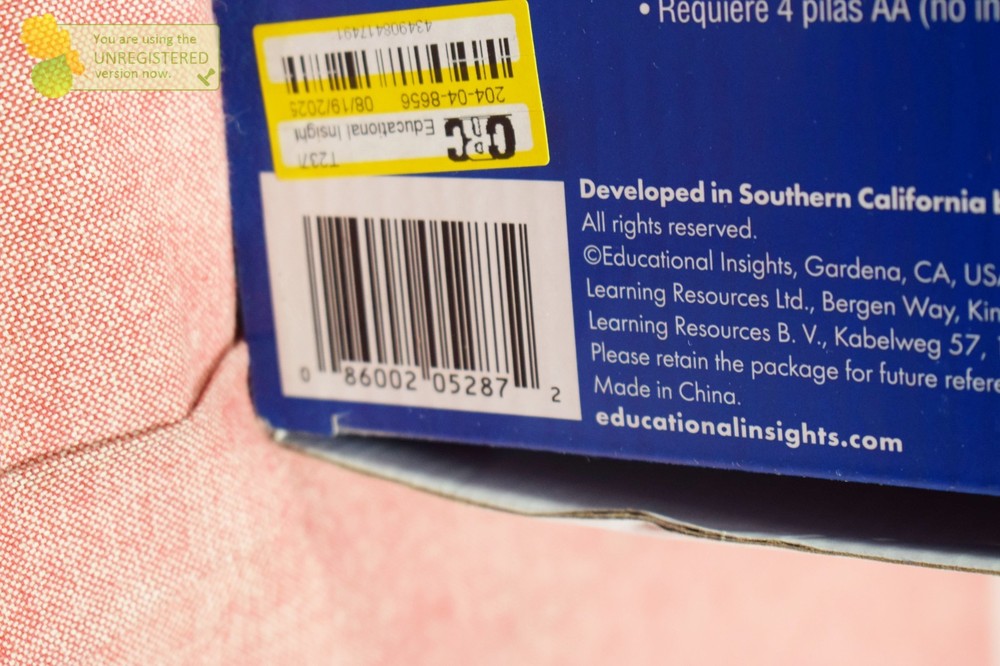 You are using the
UNREGISTERED
version now.
• Requiere 4 pilas AA (no in
434908417491
204-04-8656 08/19/2025
CRC
Educational Insight
T237/
Developed in Southern California
All rights reserved.
©Educational Insights, Gardena, CA, USA
Learning Resources Ltd., Bergen Way, Kin
Learning Resources B. V., Kabelweg 57,
Please retain the package for future refere
Made in China.
educationalinsights.com
0 86002 05287 2